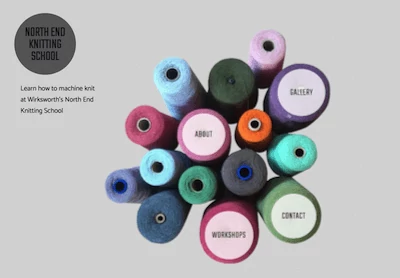 NORTH END
KNITTING
SCHOOL
Learn how to machine knit
at Wirksworth's North End
Knitting School
GALLERY
ABOUT
CONTACT
WORKSHOPS